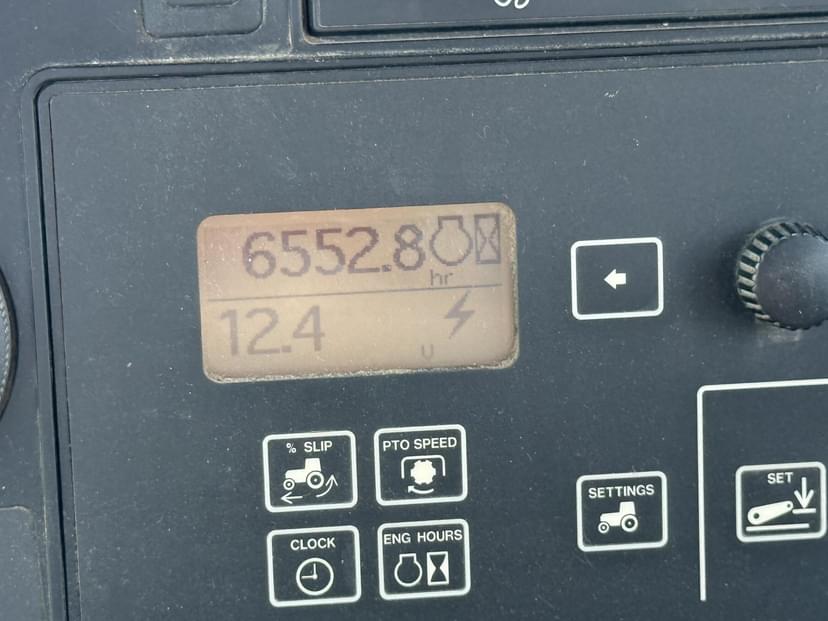 6552.8
hr
12.4
v
% SLIP
PTO SPEED
CLOCK
ENG HOURS
SETTINGS
SET